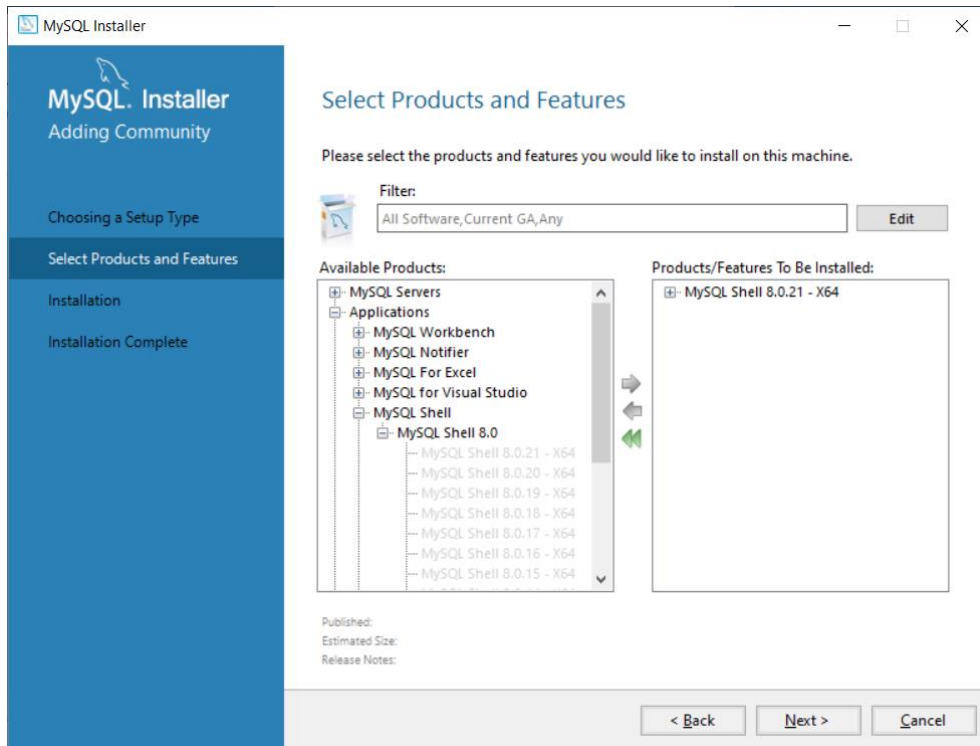 MySQL Installer
MySQL. Installer
Adding Community
Choosing a Setup Type
Select Products and Features
Installation
Installation Complete
Select Products and Features
Please select the products and features you would like to install on this machine.
Filter:
All Software,Current GA,Any
Edit
Available Products:
MySQL Servers
Applications
MySQL Workbench
MySQL Notifier
MySQL For Excel
MySQL for Visual Studio
MySQL Shell
MySQL Shell 8.0
MySQL Shell 8.0.21 - X64
MySQL Shell 8.0.20 - X64
MySQL Shell 8.0.19 - X64
MySQL Shell 8.0.18 - X64
MySQL Shell 8.0.17 - X64
MySQL Shell 8.0.16 - X64
MySQL Shell 8.0.15 - X64
Products/Features To Be Installed:
MySQL Shell 8.0.21 - X64
Published:
Estimated Size:
Release Notes:
< Back
Next >
Cancel